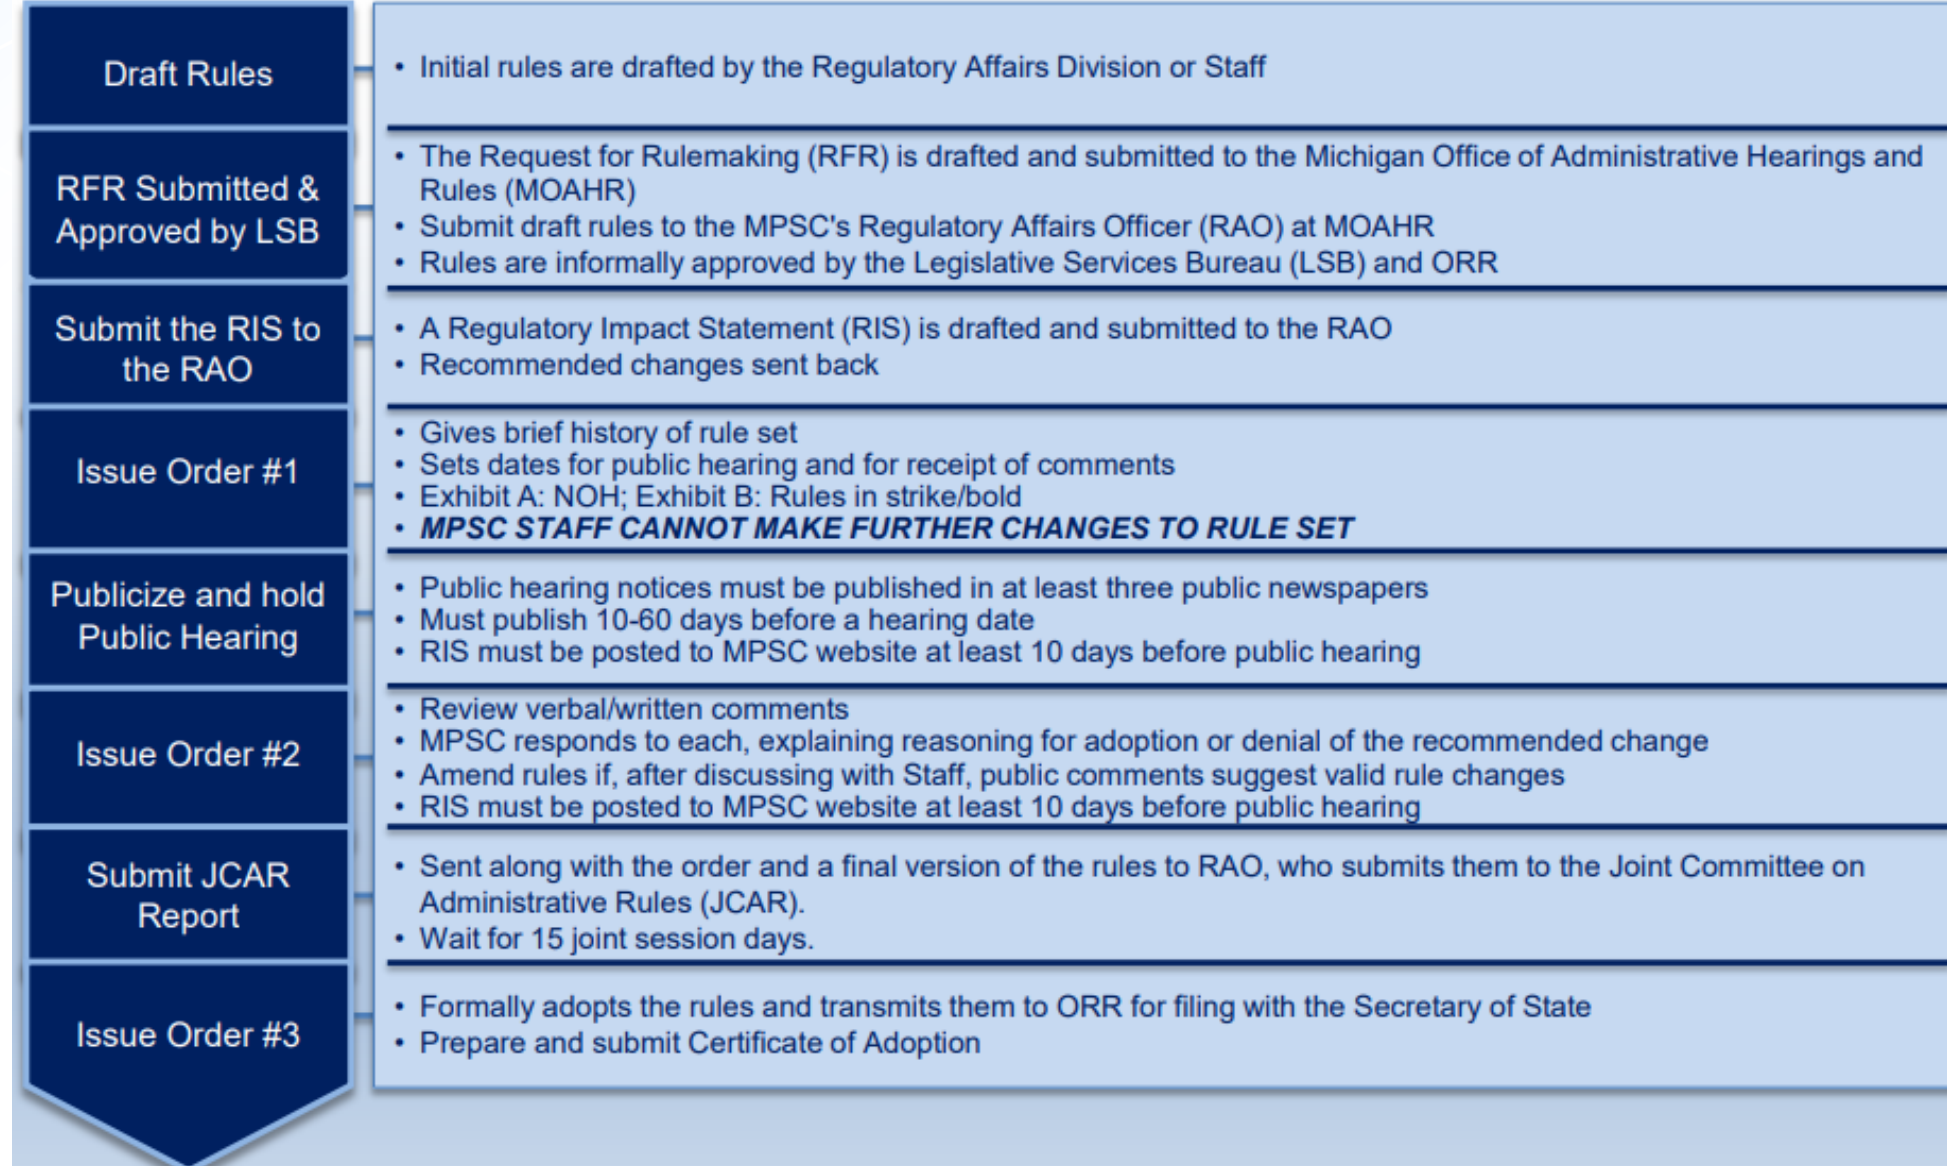 Draft Rules
• Initial rules are drafted by the Regulatory Affairs Division or Staff
RFR Submitted &
Approved by LSB
• The Request for Rulemaking (RFR) is drafted and submitted to the Michigan Office of Administrative Hearings and
Rules (MOAHR)
• Submit draft rules to the MPSC's Regulatory Affairs Officer (RAO) at MOAHR
• Rules are informally approved by the Legislative Services Bureau (LSB) and ORR
Submit the RIS to
the RAO
• A Regulatory Impact Statement (RIS) is drafted and submitted to the RAO
• Recommended changes sent back
Issue Order #1
• Gives brief history of rule set
• Sets dates for public hearing and for receipt of comments
• Exhibit A: NOH; Exhibit B: Rules in strike/bold
• MPSC STAFF CANNOT MAKE FURTHER CHANGES TO RULE SET
Publicize and hold
Public Hearing
• Public hearing notices must be published in at least three public newspapers
• Must publish 10-60 days before a hearing date
• RIS must be posted to MPSC website at least 10 days before public hearing
Issue Order #2
• Review verbal/written comments
• MPSC responds to each, explaining reasoning for adoption or denial of the recommended change
• Amend rules if, after discussing with Staff, public comments suggest valid rule changes
• RIS must be posted to MPSC website at least 10 days before public hearing
Submit JCAR
Report
• Sent along with the order and a final version of the rules to RAO, who submits them to the Joint Committee on
Administrative Rules (JCAR).
• Wait for 15 joint session days.
Issue Order #3
• Formally adopts the rules and transmits them to ORR for filing with the Secretary of State
• Prepare and submit Certificate of Adoption